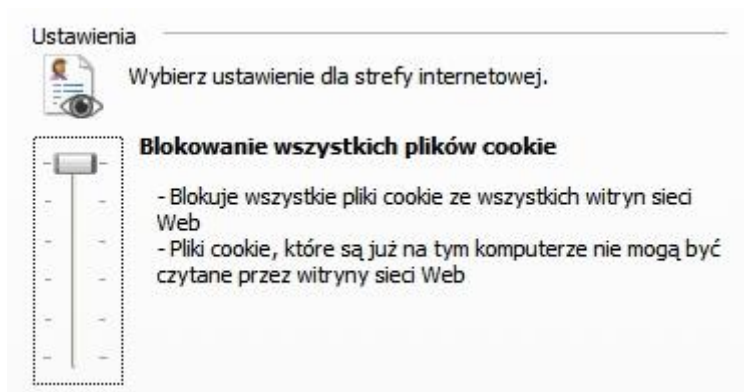 Ustawienia
Wybierz ustawienie dla strefy internetowej.
Blokowanie wszystkich plików cookie
- Blokuje wszystkie pliki cookie ze wszystkich witryn sieci
Web
- Pliki cookie, które są już na tym komputerze nie mogą być
czytane przez witryny sieci Web